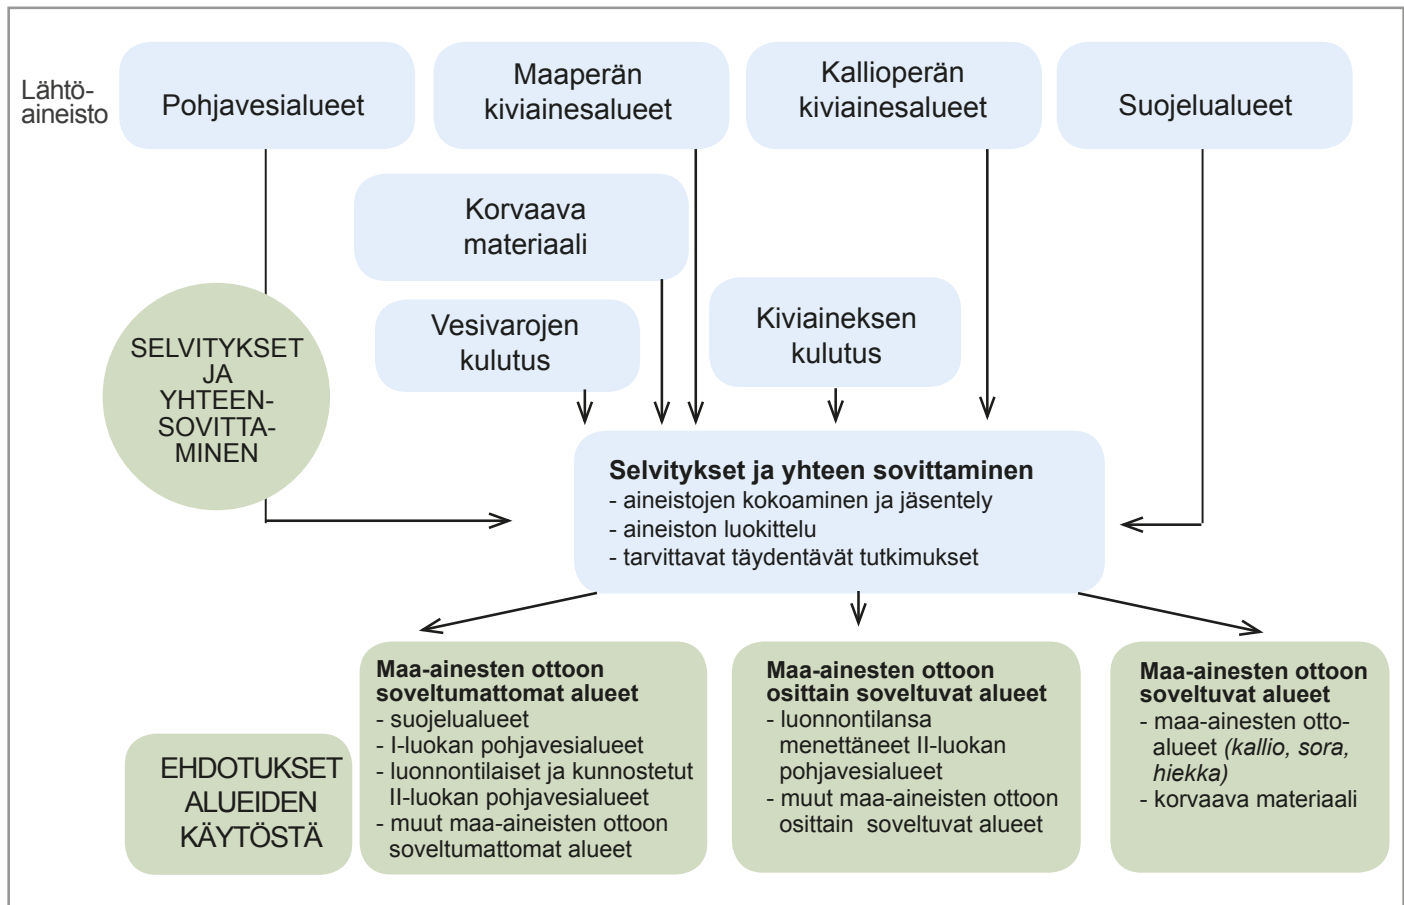 Lähtö-
aineisto
Pohjavesialueet
Maaperän
kiviainesalueet
Kallioperän
kiviainesalueet
Suojelualueet
Korvaava
materiaali
Vesivarojen
kulutus
Kiviaineksen
kulutus
SELVITYKSET
JA
YHTEEN-
SOVITTA-
MINEN
Selvitykset ja yhteen sovittaminen
- aineistojen kokoaminen ja jäsentely
- aineiston luokittelu
- tarvittavat täydentävät tutkimukset
EHDOTUKSET
ALUEIDEN
KÄYTÖSTÄ
Maa-ainesten ottoon
soveltumattomat alueet
- suojelualueet
- I-luokan pohjavesialueet
- luonnontilaiset ja kunnostetut
II-luokan pohjavesialueet
- muut maa-aineisten ottoon
soveltumattomat alueet
Maa-ainesten ottoon
osittain soveltuvat alueet
- luonnontilansa
menettäneet II-luokan
pohjavesialueet
- muut maa-aineisten ottoon
osittain soveltuvat alueet
Maa-ainesten ottoon
soveltuvat alueet
- maa-ainesten otto-
alueet (kallio, sora,
hiekka)
- korvaava materiaali